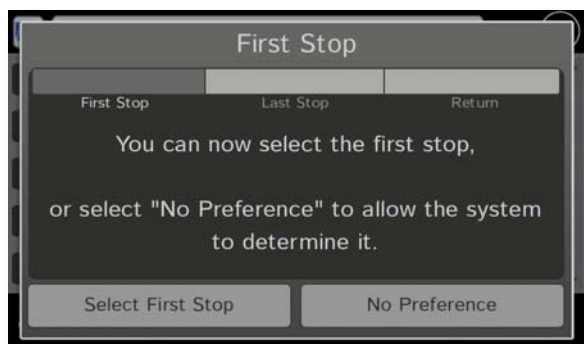 First Stop
First Stop Last Stop Return
You can now select the first stop,
or select "No Preference" to allow the system
to determine it.
Select First Stop No Preference